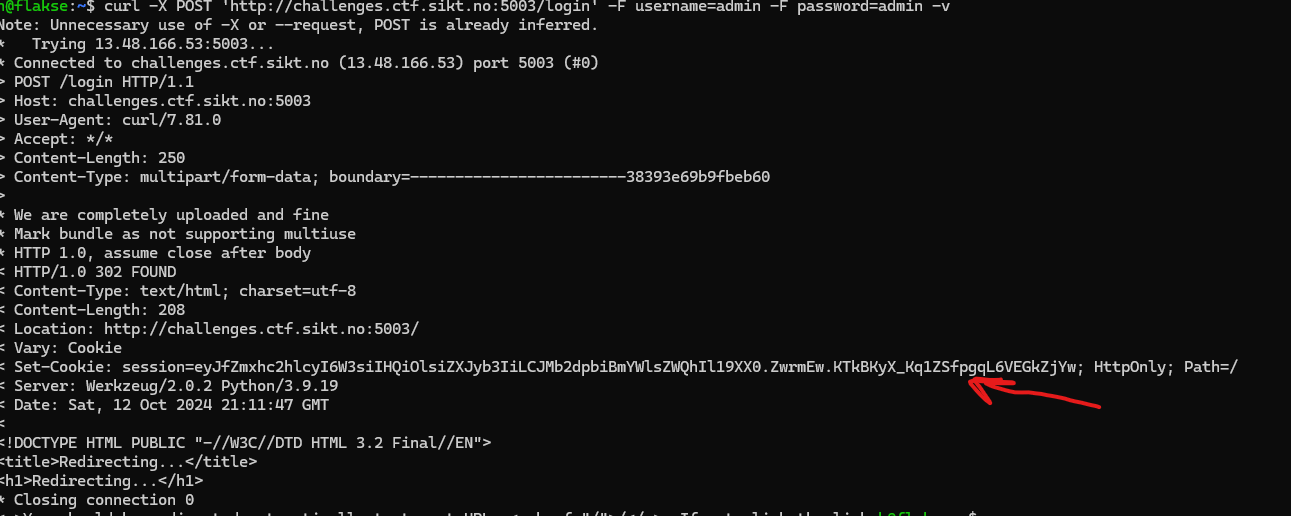 n@flakse:~$ curl -X POST 'http://challenges.ctf.sikt.no:5003/login' -F username=admin -F password=admin -v
Note: Unnecessary use of -X or --request, POST is already inferred.
*   Trying 13.48.166.53:5003...
* Connected to challenges.ctf.sikt.no (13.48.166.53) port 5003 (#0)
> POST /login HTTP/1.1
> Host: challenges.ctf.sikt.no:5003
> User-Agent: curl/7.81.0
> Accept: */*
> Content-Length: 250
> Content-Type: multipart/form-data; boundary=------------------------38393e69b9fbeb60
>
* We are completely uploaded and fine
* Mark bundle as not supporting multiuse
* HTTP 1.0, assume close after body
< HTTP/1.0 302 FOUND
< Content-Type: text/html; charset=utf-8
< Content-Length: 208
< Location: http://challenges.ctf.sikt.no:5003/
< Vary: Cookie
< Set-Cookie: session=eyJfZmxhc2hlcyI6W3siIHQiOlsiZXJyb3IiLCJMb2dpbiBmYWlsZWQhIl19XX0.ZwrmEw.KTkBKyX_Kq1ZSfpgqL6VEGkZjYw; HttpOnly; Path=/
< Server: Werkzeug/2.0.2 Python/3.9.19
< Date: Sat, 12 Oct 2024 21:11:47 GMT
<
<!DOCTYPE HTML PUBLIC "-//W3C//DTD HTML 3.2 Final//EN">
<title>Redirecting...</title>
<h1>Redirecting...</h1>
* Closing connection 0